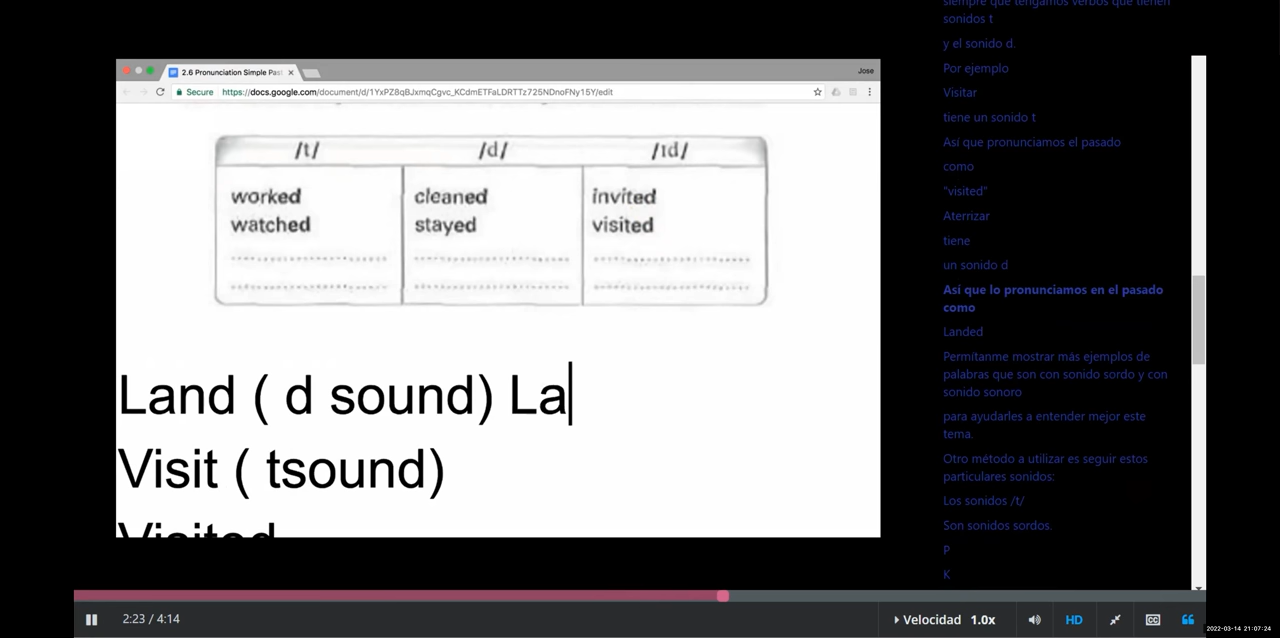 2.6 Pronunciation Simple Pas
Jose
Secure https://docs.google.com/document/d/1YxPZ8qBJxmqCgvc_KCdmETFaLDRTTz725NDnoFNy15Y/edit
/t/ /d/ /ɪd/
worked cleaned invited
watched stayed visited
Land ( d sound) La
Visit ( tsound)
Visited
siempre que tengamos verbos que tienen
sonidos t
y el sonido d.
Por ejemplo
Visitar
tiene un sonido t
Así que pronunciamos el pasado
como
"visited"
Aterrizar
tiene
un sonido d
Así que lo pronunciamos en el pasado
como
Landed
Permítanme mostrar más ejemplos de
palabras que son con sonido sordo y con
sonido sonoro
para ayudarles a entender mejor este
tema.
Otro método a utilizar es seguir estos
particulares sonidos:
Los sonidos /t/
Son sonidos sordos.
P
K
2:23 / 4:14
Velocidad 1.0x
HD
CC
2022-03-14 21:07:24